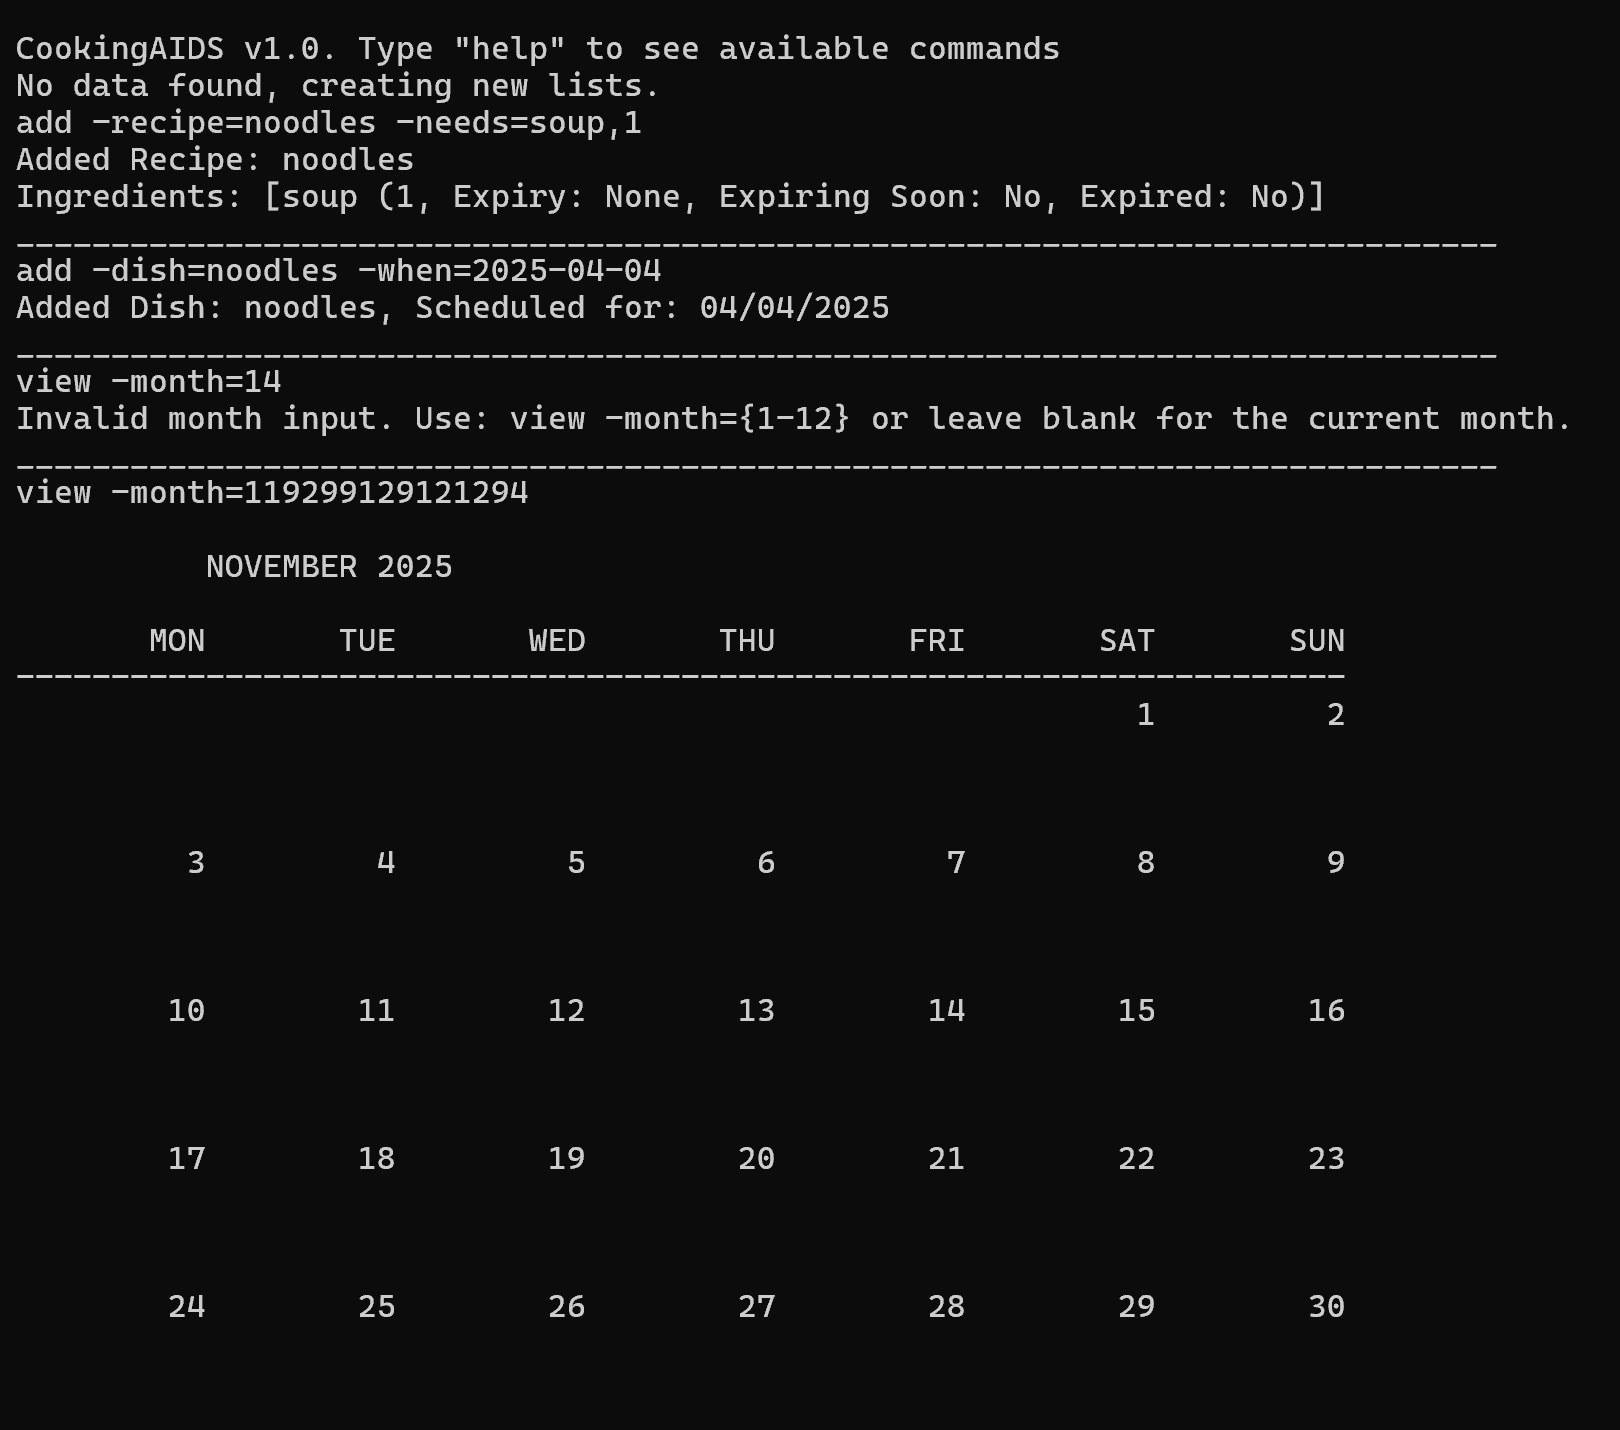 CookingAIDS v1.0. Type "help" to see available commands
No data found, creating new lists.
add -recipe=noodles -needs=soup,1
Added Recipe: noodles
Ingredients: [soup (1, Expiry: None, Expiring Soon: No, Expired: No)]
______________________________________________________________________________
add -dish=noodles -when=2025-04-04
Added Dish: noodles, Scheduled for: 04/04/2025
______________________________________________________________________________
view -month=14
Invalid month input. Use: view -month={1-12} or leave blank for the current month.
______________________________________________________________________________
view -month=119299129121294
NOVEMBER 2025
MON TUE WED THU FRI SAT SUN
----------------------------------------------------------------------
1 2
3 4 5 6 7 8 9
10 11 12 13 14 15 16
17 18 19 20 21 22 23
24 25 26 27 28 29 30